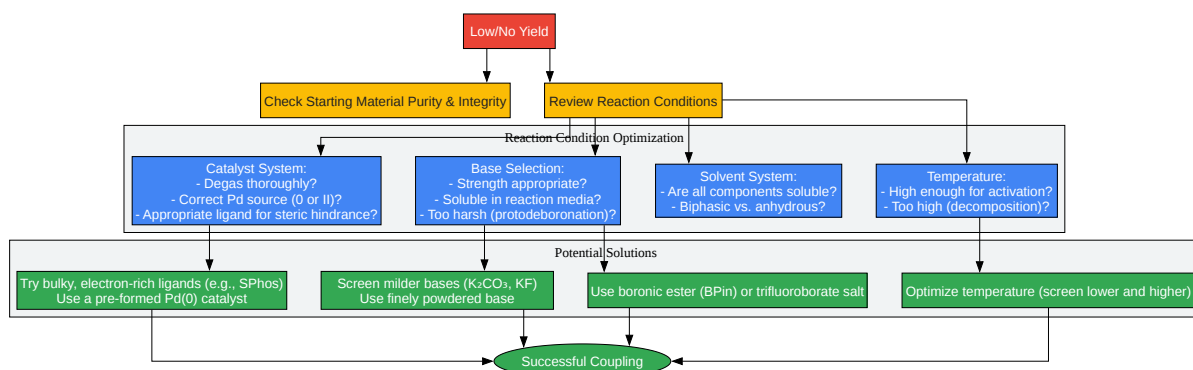 Low/No Yield
Check Starting Material Purity & Integrity
Review Reaction Conditions
Reaction Condition Optimization
Catalyst System:
- Degas thoroughly?
- Correct Pd source (0 or II)?
- Appropriate ligand for steric hindrance?
Base Selection:
- Strength appropriate?
- Soluble in reaction media?
- Too harsh (protodeboronation)?
Solvent System:
- Are all components soluble?
- Biphasic vs. anhydrous?
Temperature:
- High enough for activation?
- Too high (decomposition)?
Potential Solutions
Try bulky, electron-rich ligands (e.g., SPhos)
Use a pre-formed Pd(0) catalyst
Screen milder bases (K₂CO₃, KF)
Use finely powdered base
Use boronic ester (BPin) or trifluoroborate salt
Optimize temperature (screen lower and higher)
Successful Coupling